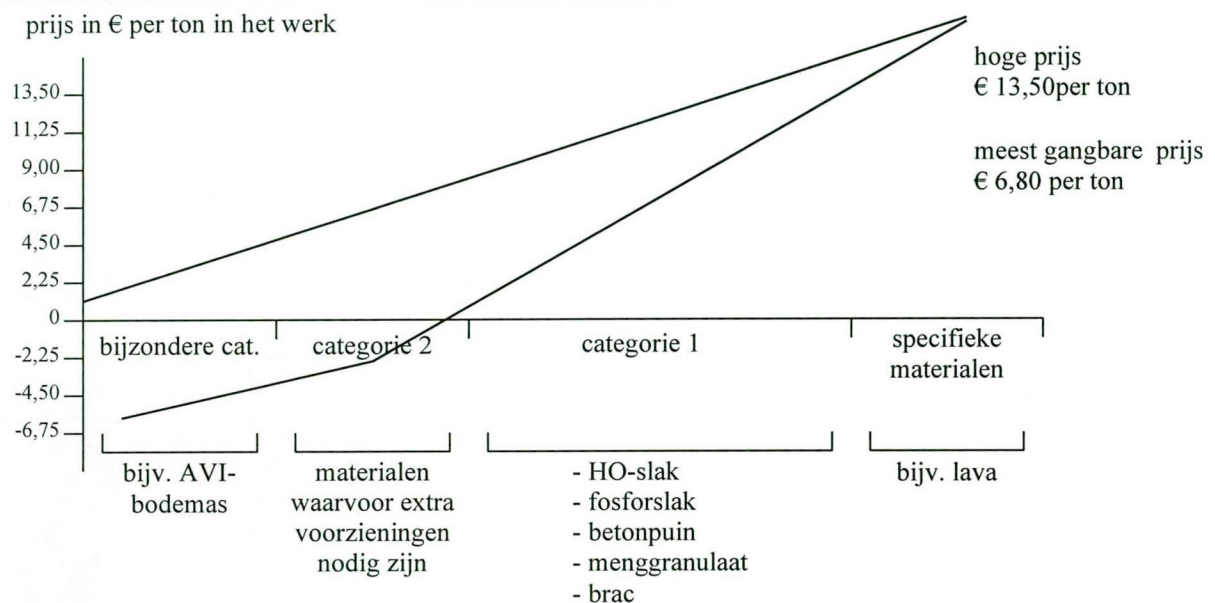 prijs in € per ton in het werk
hoge prijs
€ 13,50per ton
meest gangbare prijs
€ 6,80 per ton
13,50
11,25
9,00
6,75
4,50
2,25
0
-2,25
-4,50
-6,75
bijzondere cat.
categorie 2
categorie 1
specifieke
materialen
bijv. AVI-
bodemas
materialen
waarvoor extra
voorzieningen
nodig zijn
- HO-slak
- fosforslak
- betonpuin
- menggranulaat
- brac
bijv. lava